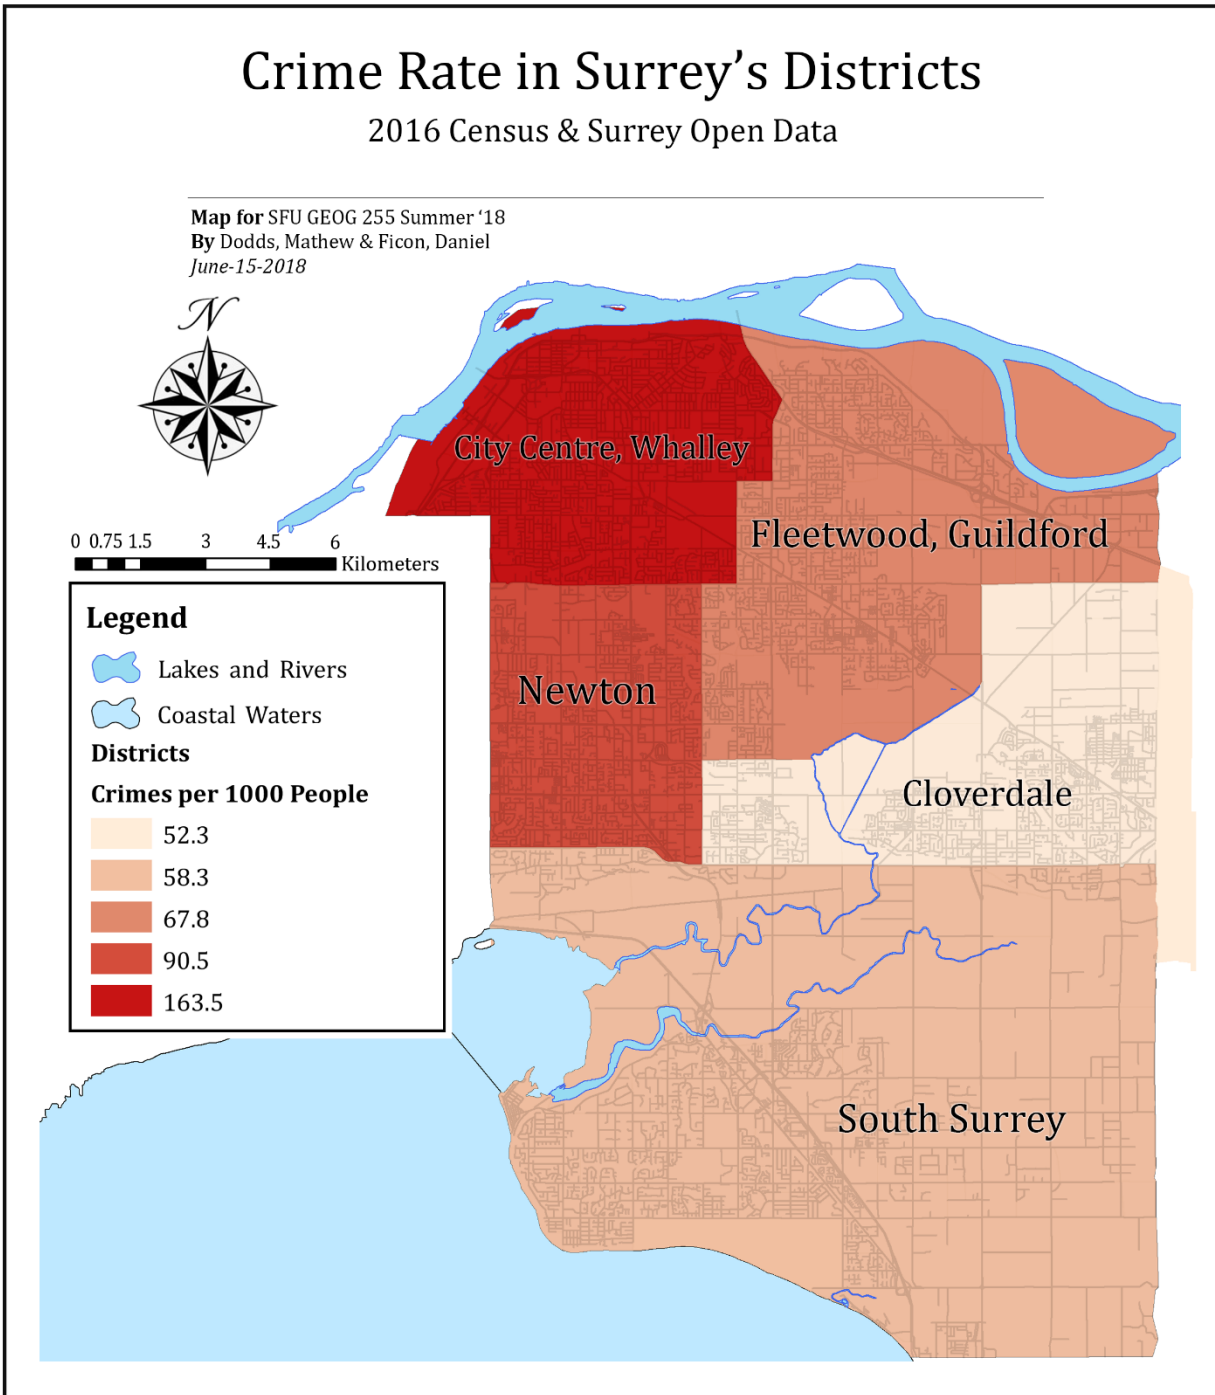 Crime Rate in Surrey’s Districts
2016 Census & Surrey Open Data
Map for SFU GEOG 255 Summer ‘18
By Dodds, Mathew & Ficon, Daniel
June-15-2018
N
City Centre, Whalley
Fleetwood, Guildford
0 0.75 1.5 3 4.5 6
Kilometers
Legend
Lakes and Rivers
Coastal Waters
Districts
Crimes per 1000 People
52.3
58.3
67.8
90.5
163.5
Newton
Cloverdale
South Surrey